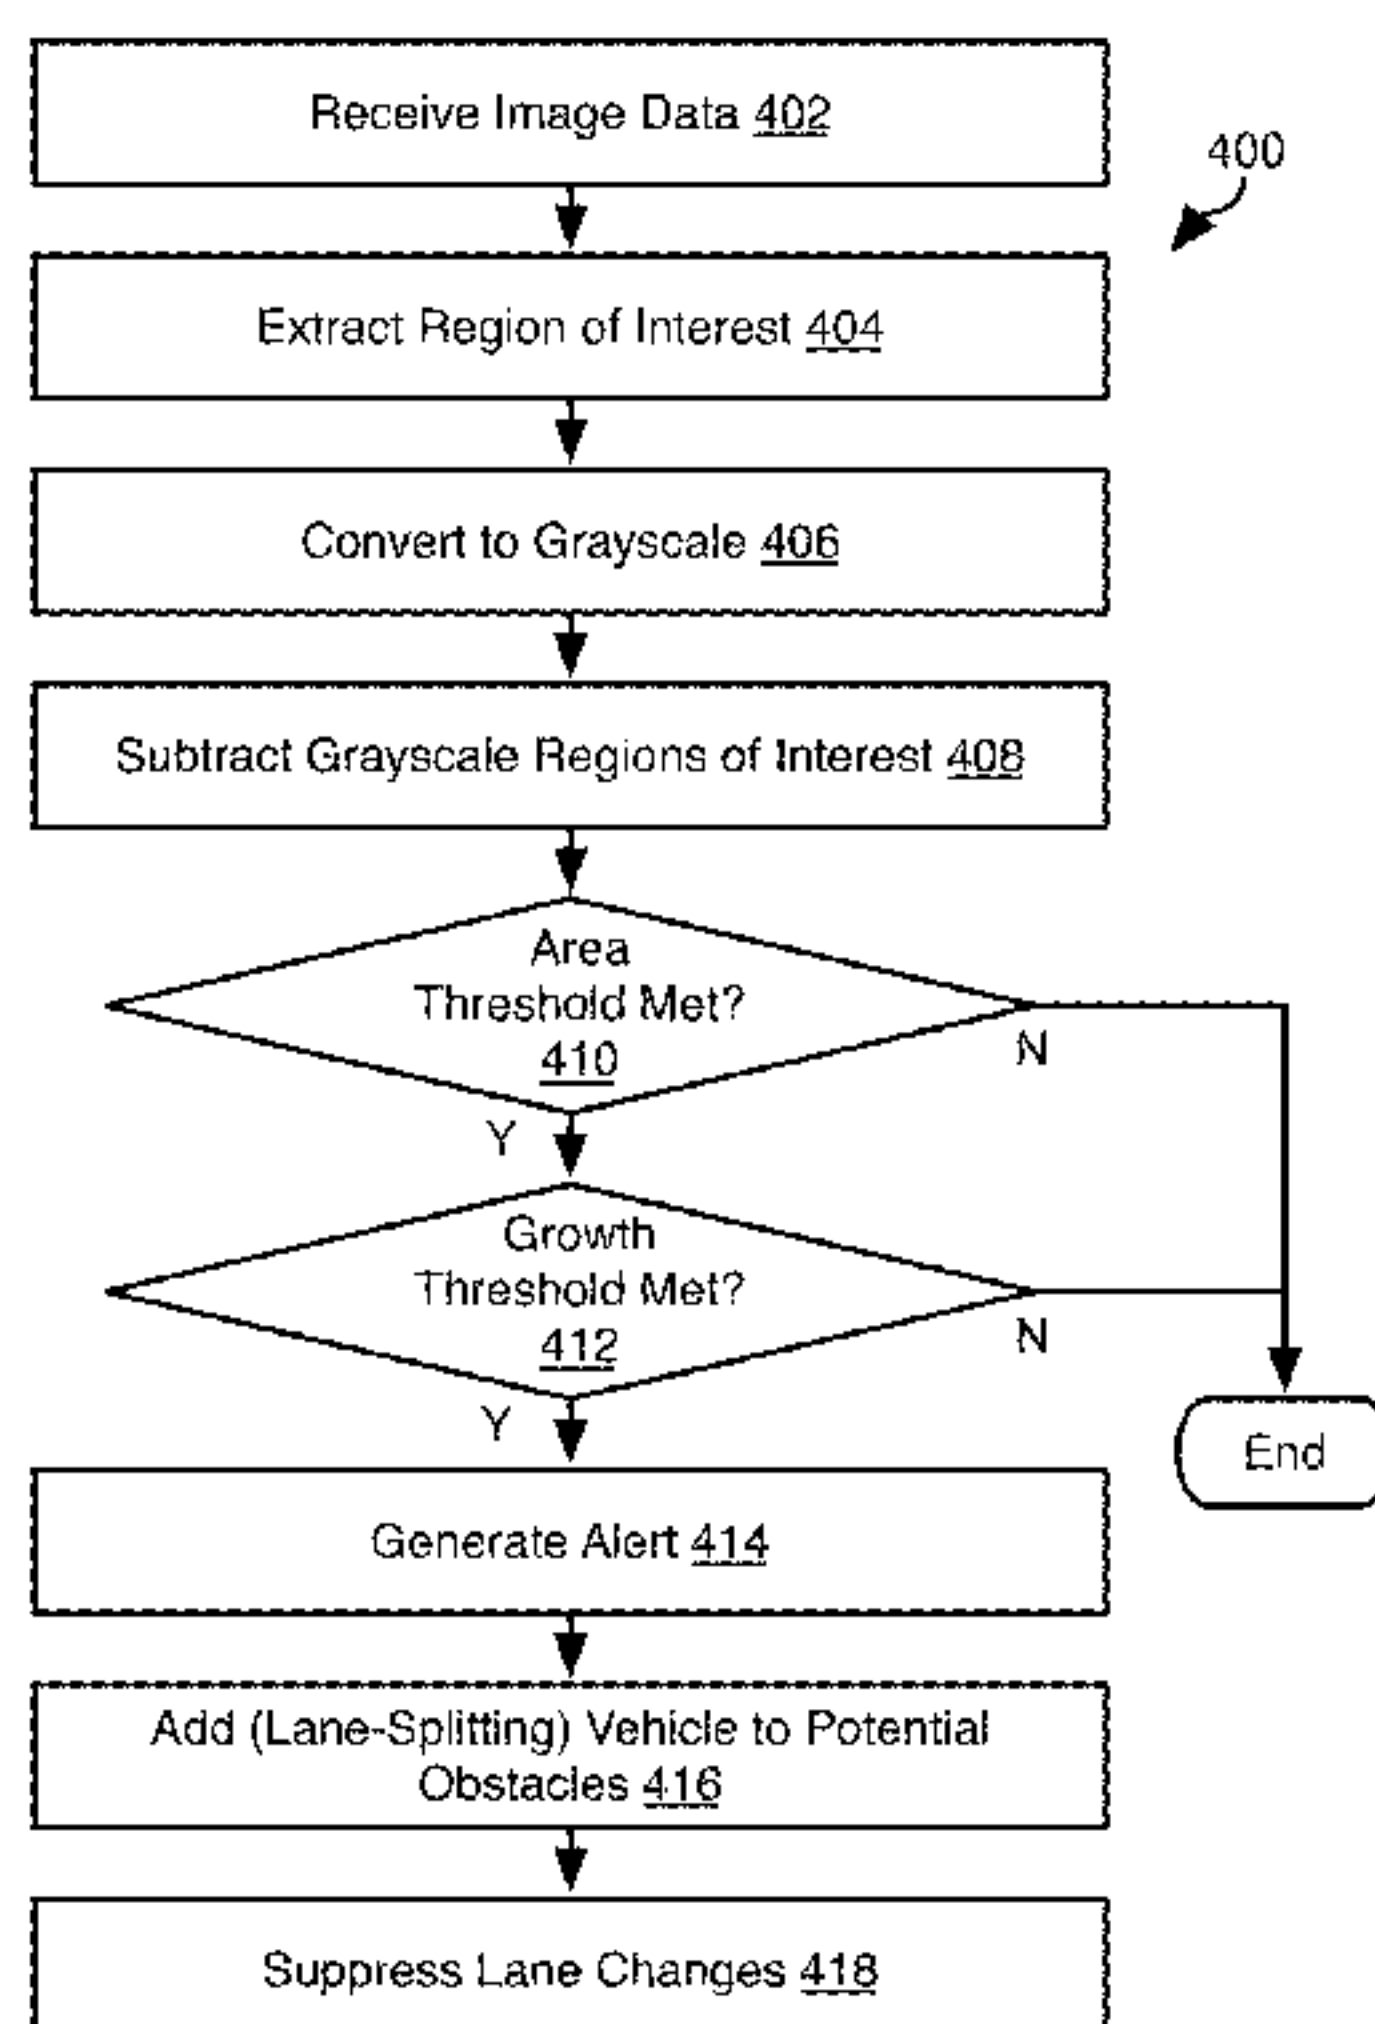 Receive Image Data 402
400
Extract Region of Interest 404
Convert to Grayscale 406
Subtract Grayscale Regions of Interest 408
Area
Threshold Met?
410
N
Y
Growth
Threshold Met?
412
N
Y
End
Generate Alert 414
Add (Lane-Splitting) Vehicle to Potential
Obstacles 416
Suppress Lane Changes 418